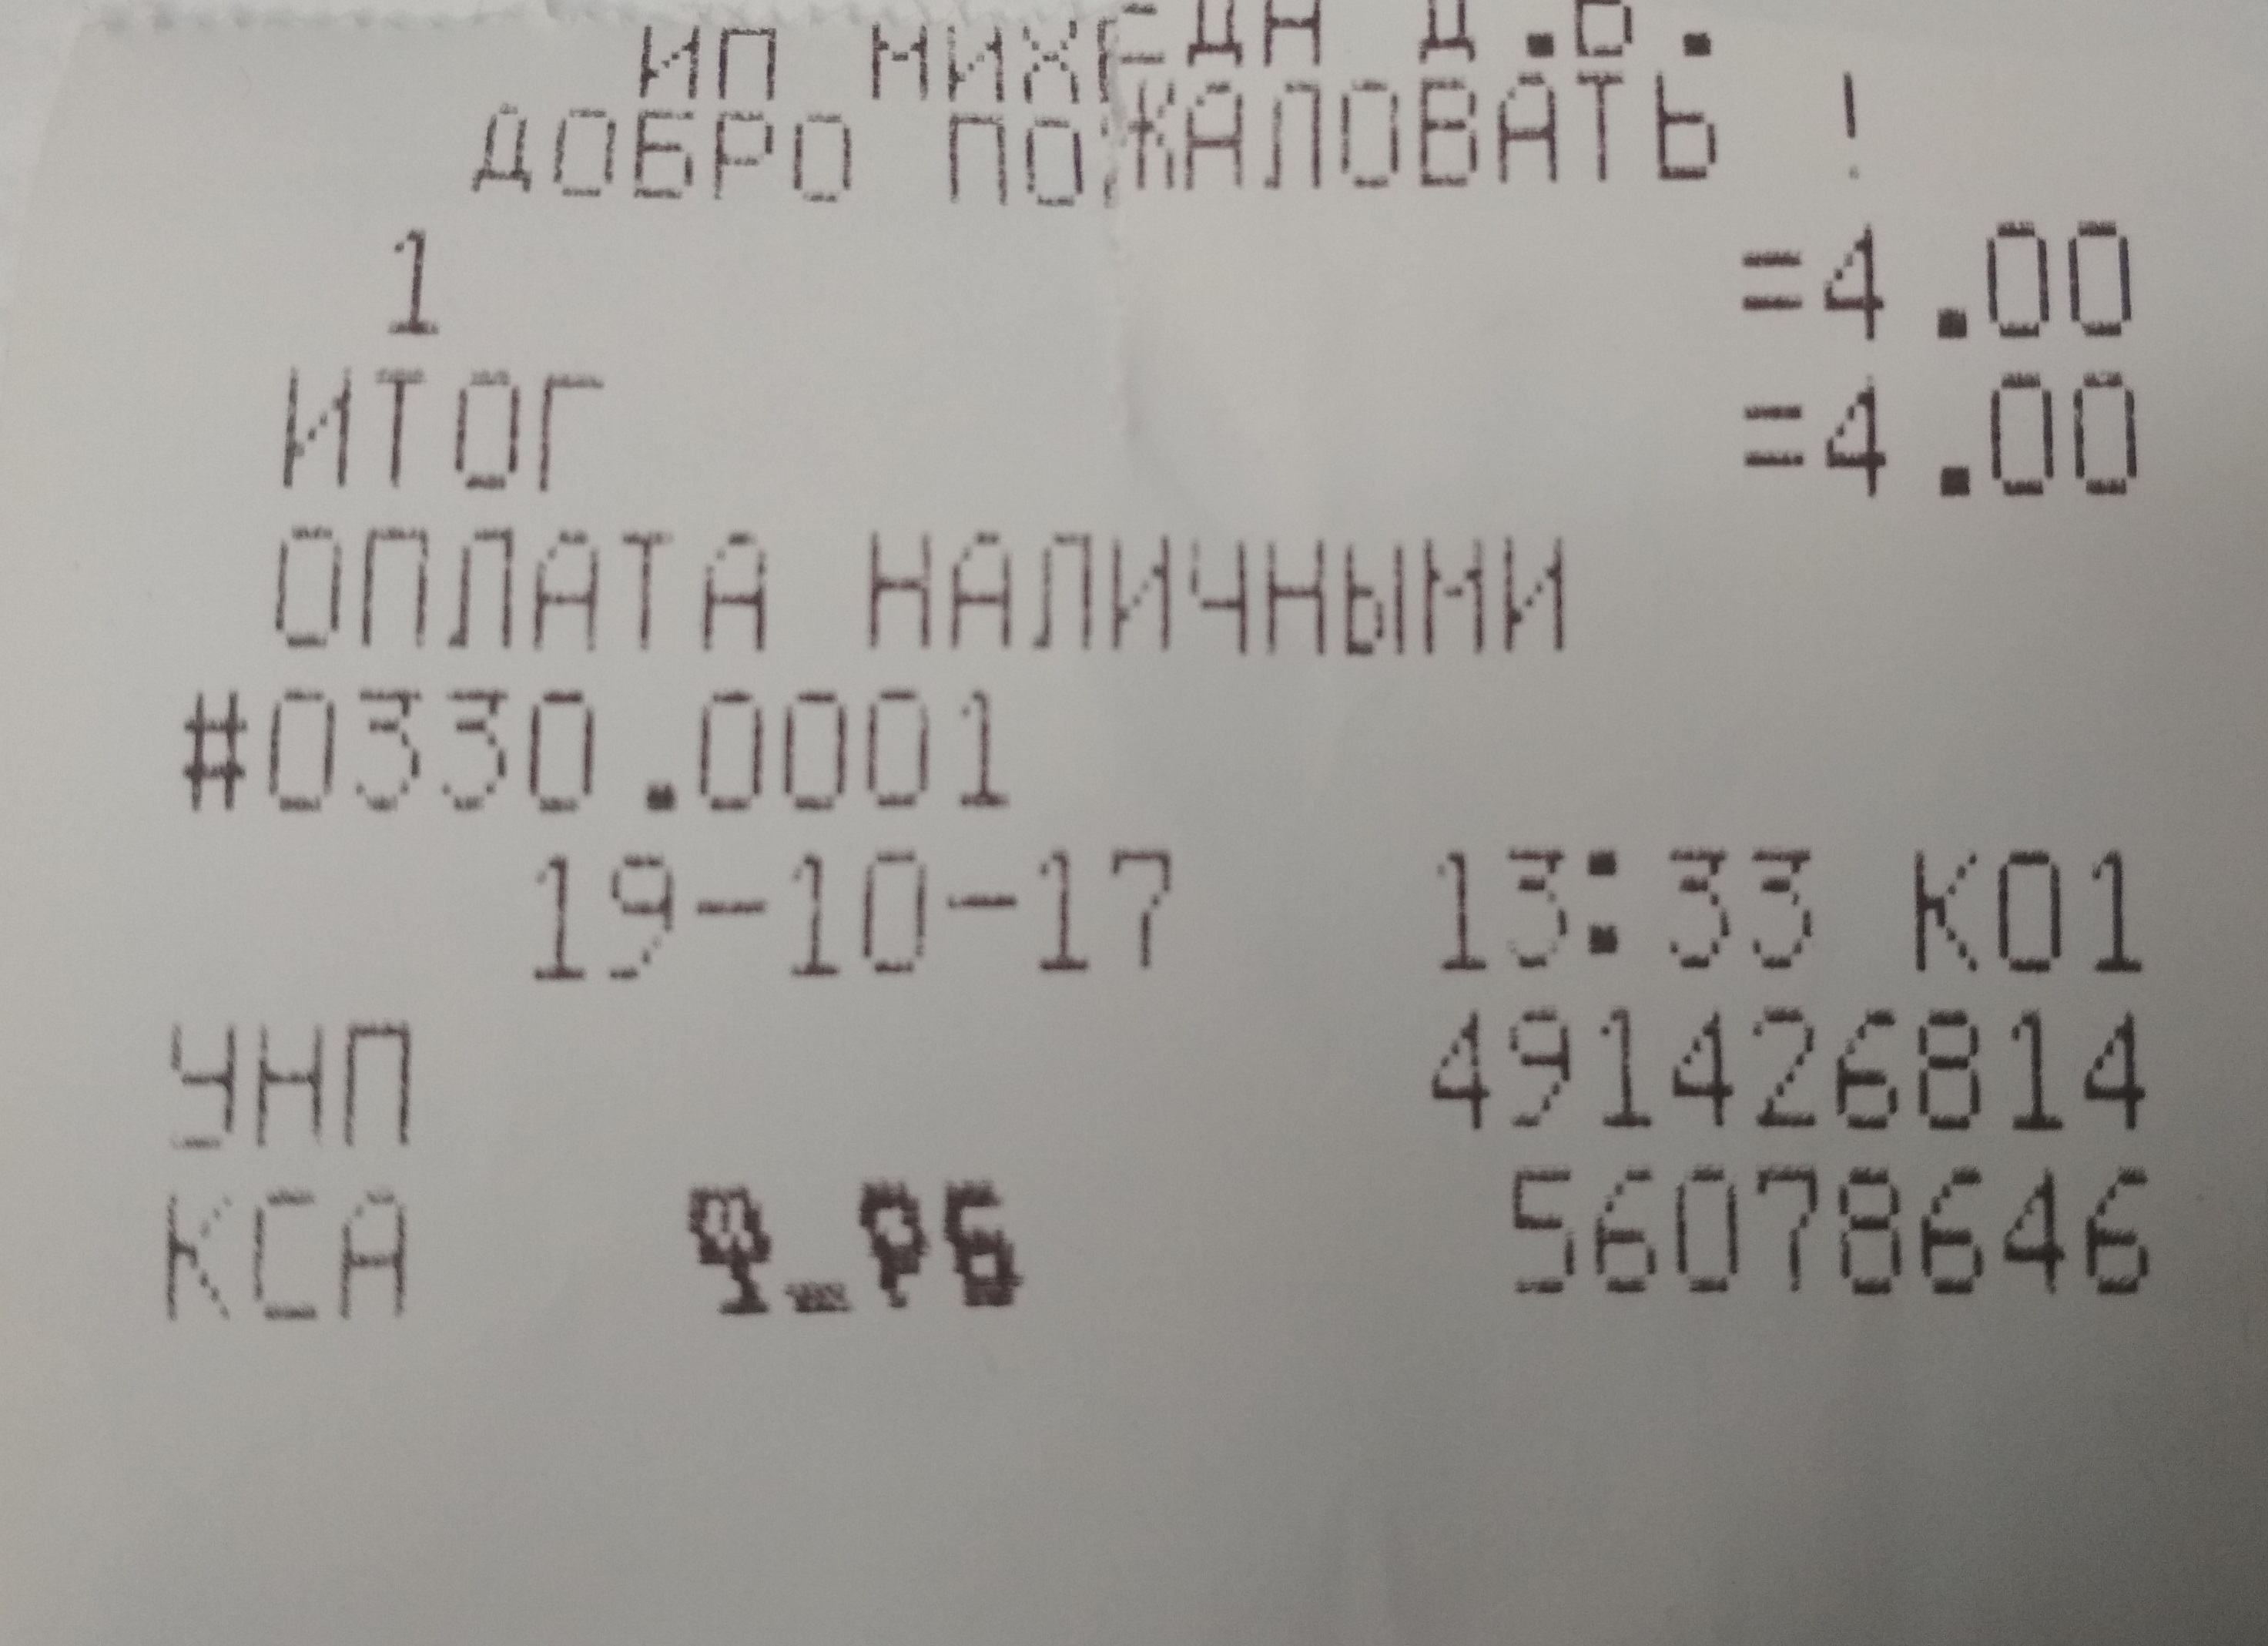 ИП
ДОБРО ПОЖАЛОВАТЬ !
1 =4.00
ИТОГ =4.00
ОПЛАТА НАЛИЧНЫМИ
#0330.0001
19-10-17 13:33 К01
УНП 491426814
КСА 56078646